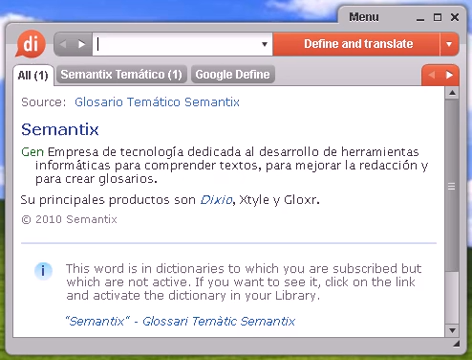 Menu
di
Define and translate
All (1)
Semantix Temático (1)
Google Define
Source: Glosario Temático Semantix
Semantix
Gen Empresa de tecnología dedicada al desarrollo de herramientas
informáticas para comprender textos, para mejorar la redacción y
para crear glosarios.
Su principales productos son Dixio, Xtyle y Gloxr.
© 2010 Semantix
i
This word is in dictionaries to which you are subscribed but
which are not active. If you want to see it, click on the link
and activate the dictionary in your Library.
"Semantix" - Glossari Temàtic Semantix